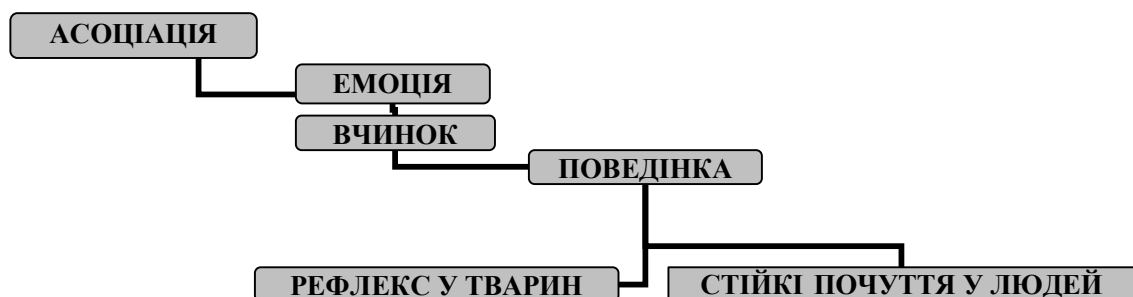 АСОЦІАЦІЯ
ЕМОЦІЯ
ВЧИНОК
ПОВЕДІНКА
РЕФЛЕКС У ТВАРИН
СТІЙКІ ПОЧУТТЯ У ЛЮДЕЙ